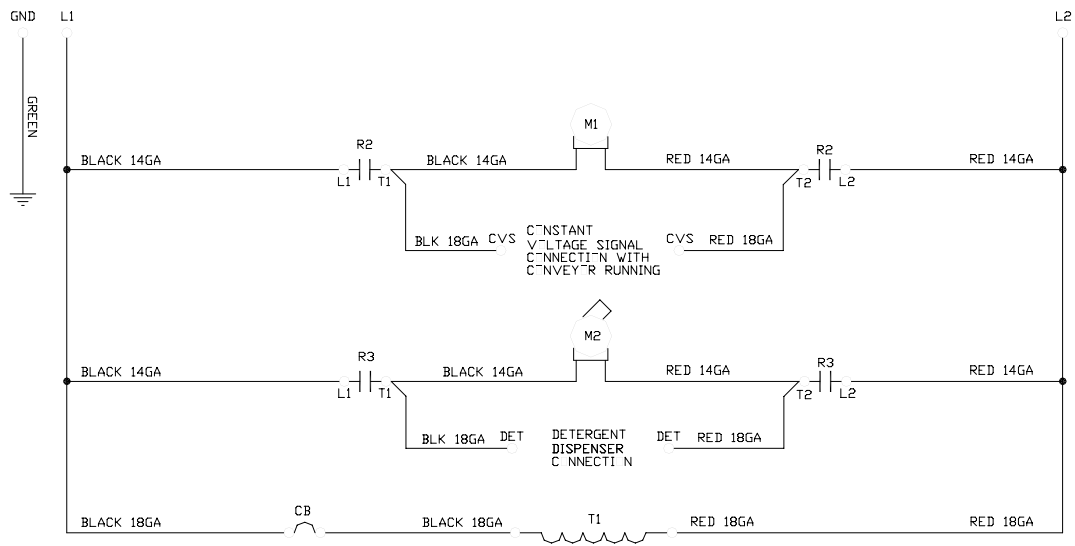 GND
L1
L2
GREEN
M1
R2
R2
BLACK 14GA
BLACK 14GA
RED 14GA
RED 14GA
L1
T1
T2
L2
BLK 18GA
CVS
C¯NSTANT
V¯LTAGE SIGNAL
C¯NNECTI¯N WITH
C¯NVEY¯R RUNNING
CVS
RED 18GA
M2
R3
R3
BLACK 14GA
BLACK 14GA
RED 14GA
RED 14GA
L1
T1
T2
L2
BLK 18GA
DET
DETERGENT
DISPENSER
C NNECTI N
DET
RED 18GA
CB
T1
BLACK 18GA
BLACK 18GA
RED 18GA
RED 18GA